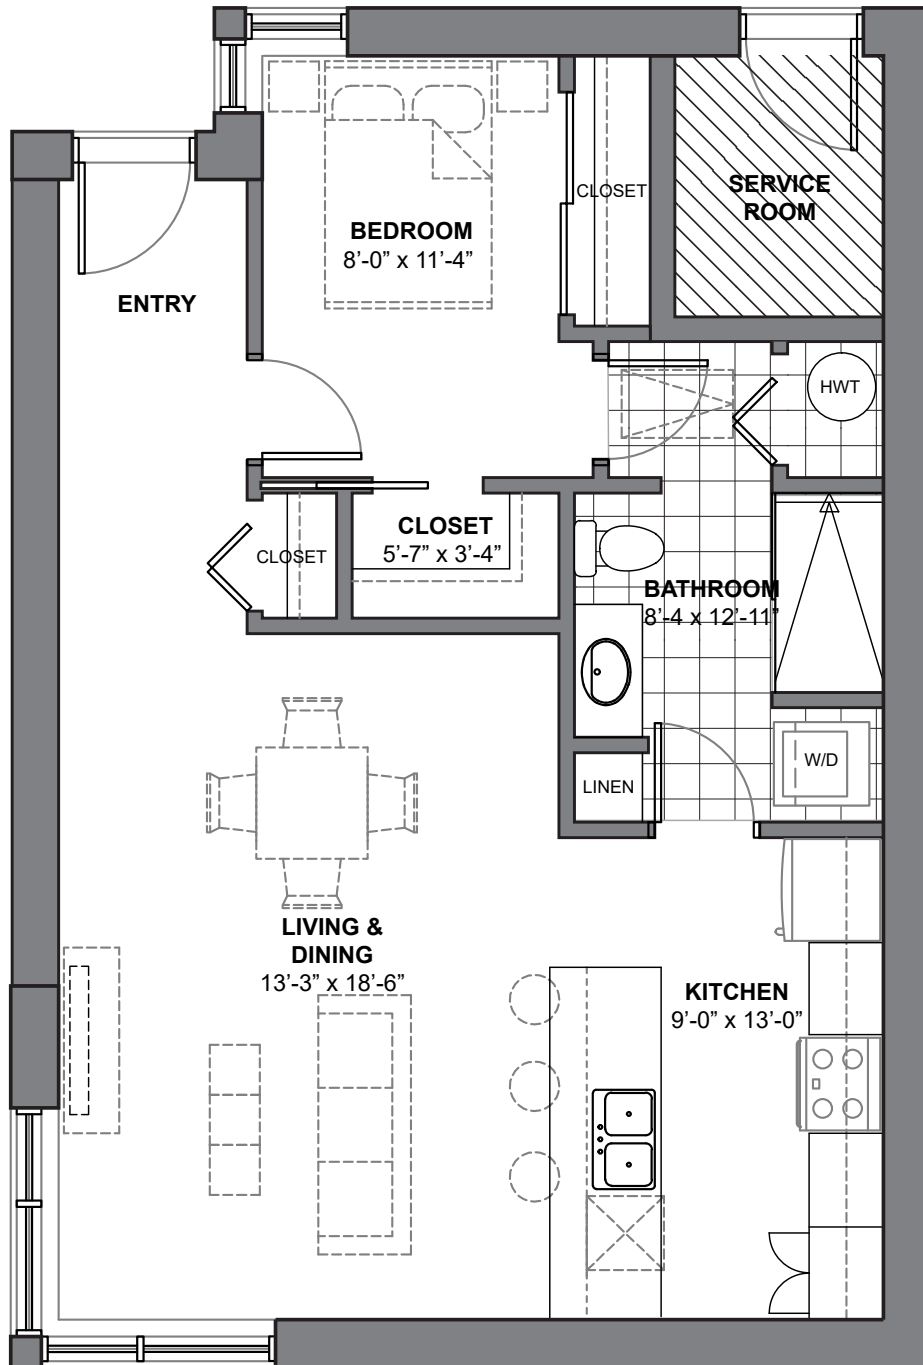 SERVICE
ROOM
CLOSET
BEDROOM
8’-0” x 11’-4”
ENTRY
HWT
CLOSET
5’-7” x 3’-4”
CLOSET
BATHROOM
8’-4 x 12’-11”
W/D
LINEN
LIVING &
DINING
13’-3” x 18’-6”
KITCHEN
9’-0” x 13’-0”